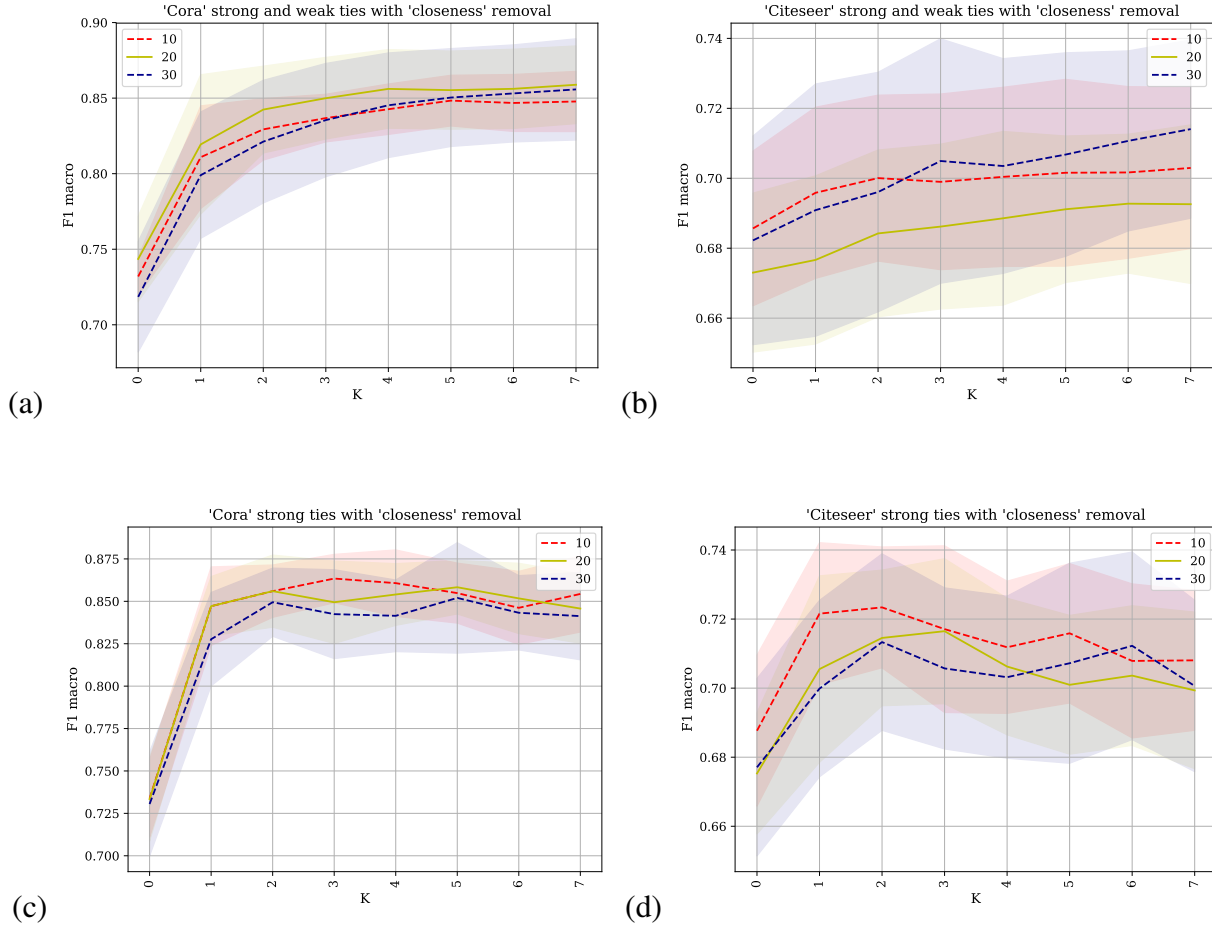 'Cora' strong and weak ties with 'closeness' removal
0.90
0.85
0.80
0.75
0.70
F1 macro
10
20
30
0 1 2 3 4 5 6 7
K
(a)
'Citeseer' strong and weak ties with 'closeness' removal
0.74
0.72
0.70
0.68
0.66
F1 macro
10
20
30
0 1 2 3 4 5 6 7
K
(b)
'Cora' strong ties with 'closeness' removal
0.875
0.850
0.825
0.800
0.775
0.750
0.725
0.700
F1 macro
10
20
30
0 1 2 3 4 5 6 7
K
(c)
'Citeseer' strong ties with 'closeness' removal
0.74
0.72
0.70
0.68
0.66
F1 macro
10
20
30
0 1 2 3 4 5 6 7
K
(d)